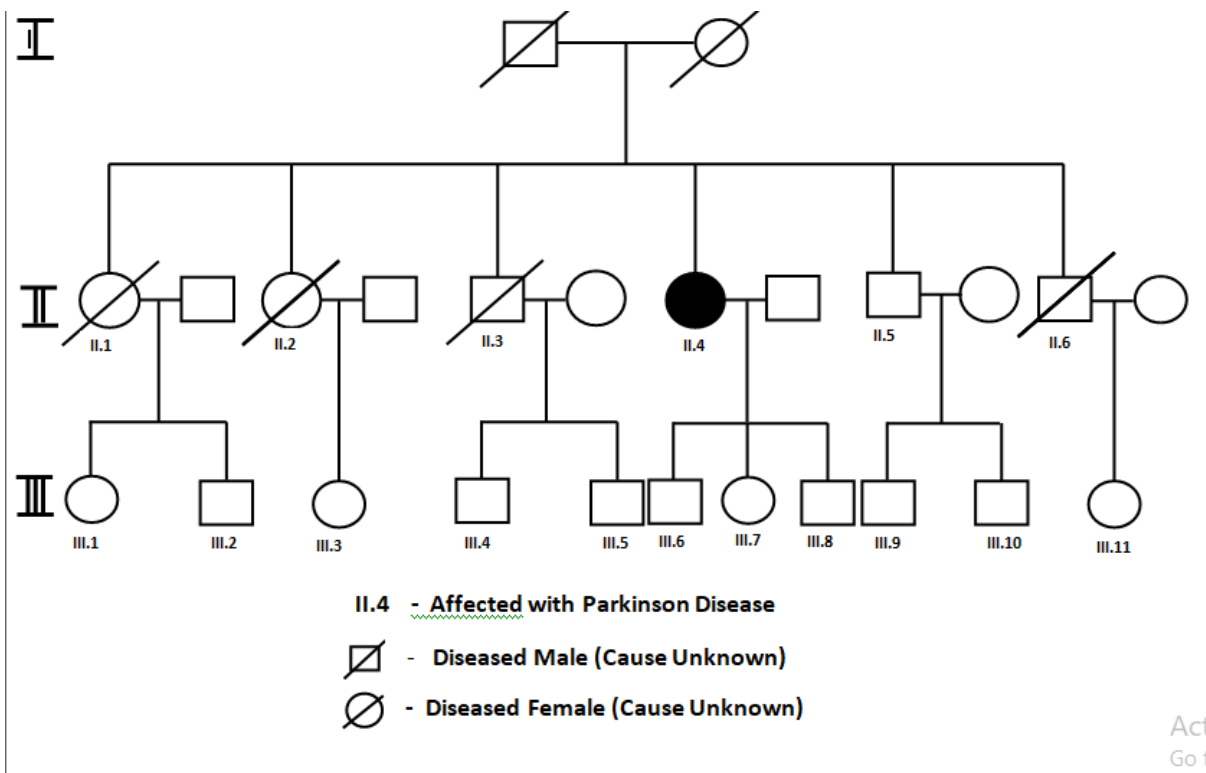 I
II
II.1 II.2 II.3 II.4 II.5 II.6
III
III.1 III.2 III.3 III.4 III.5 III.6 III.7 III.8 III.9 III.10 III.11
II.4 - Affected with Parkinson Disease
- Diseased Male (Cause Unknown)
- Diseased Female (Cause Unknown)
Act
Go t